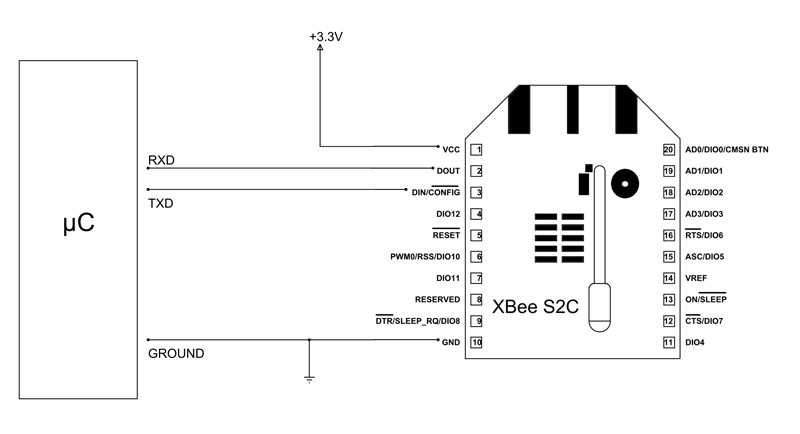 +3.3V
µC
RXD
TXD
GROUND
VCC 1
DOUT 2
DIN/CONFIG 3
DIO12 4
RESET 5
PWM0/RSS/DIO10 6
DIO11 7
RESERVED 8
DTR/SLEEP_RQ/DIO8 9
GND 10
XBee S2C
20 AD0/DIO0/CMSN BTN
19 AD1/DIO1
18 AD2/DIO2
17 AD3/DIO3
16 RTS/DIO6
15 ASC/DIO5
14 VREF
13 ON/SLEEP
12 CTS/DIO7
11 DIO4